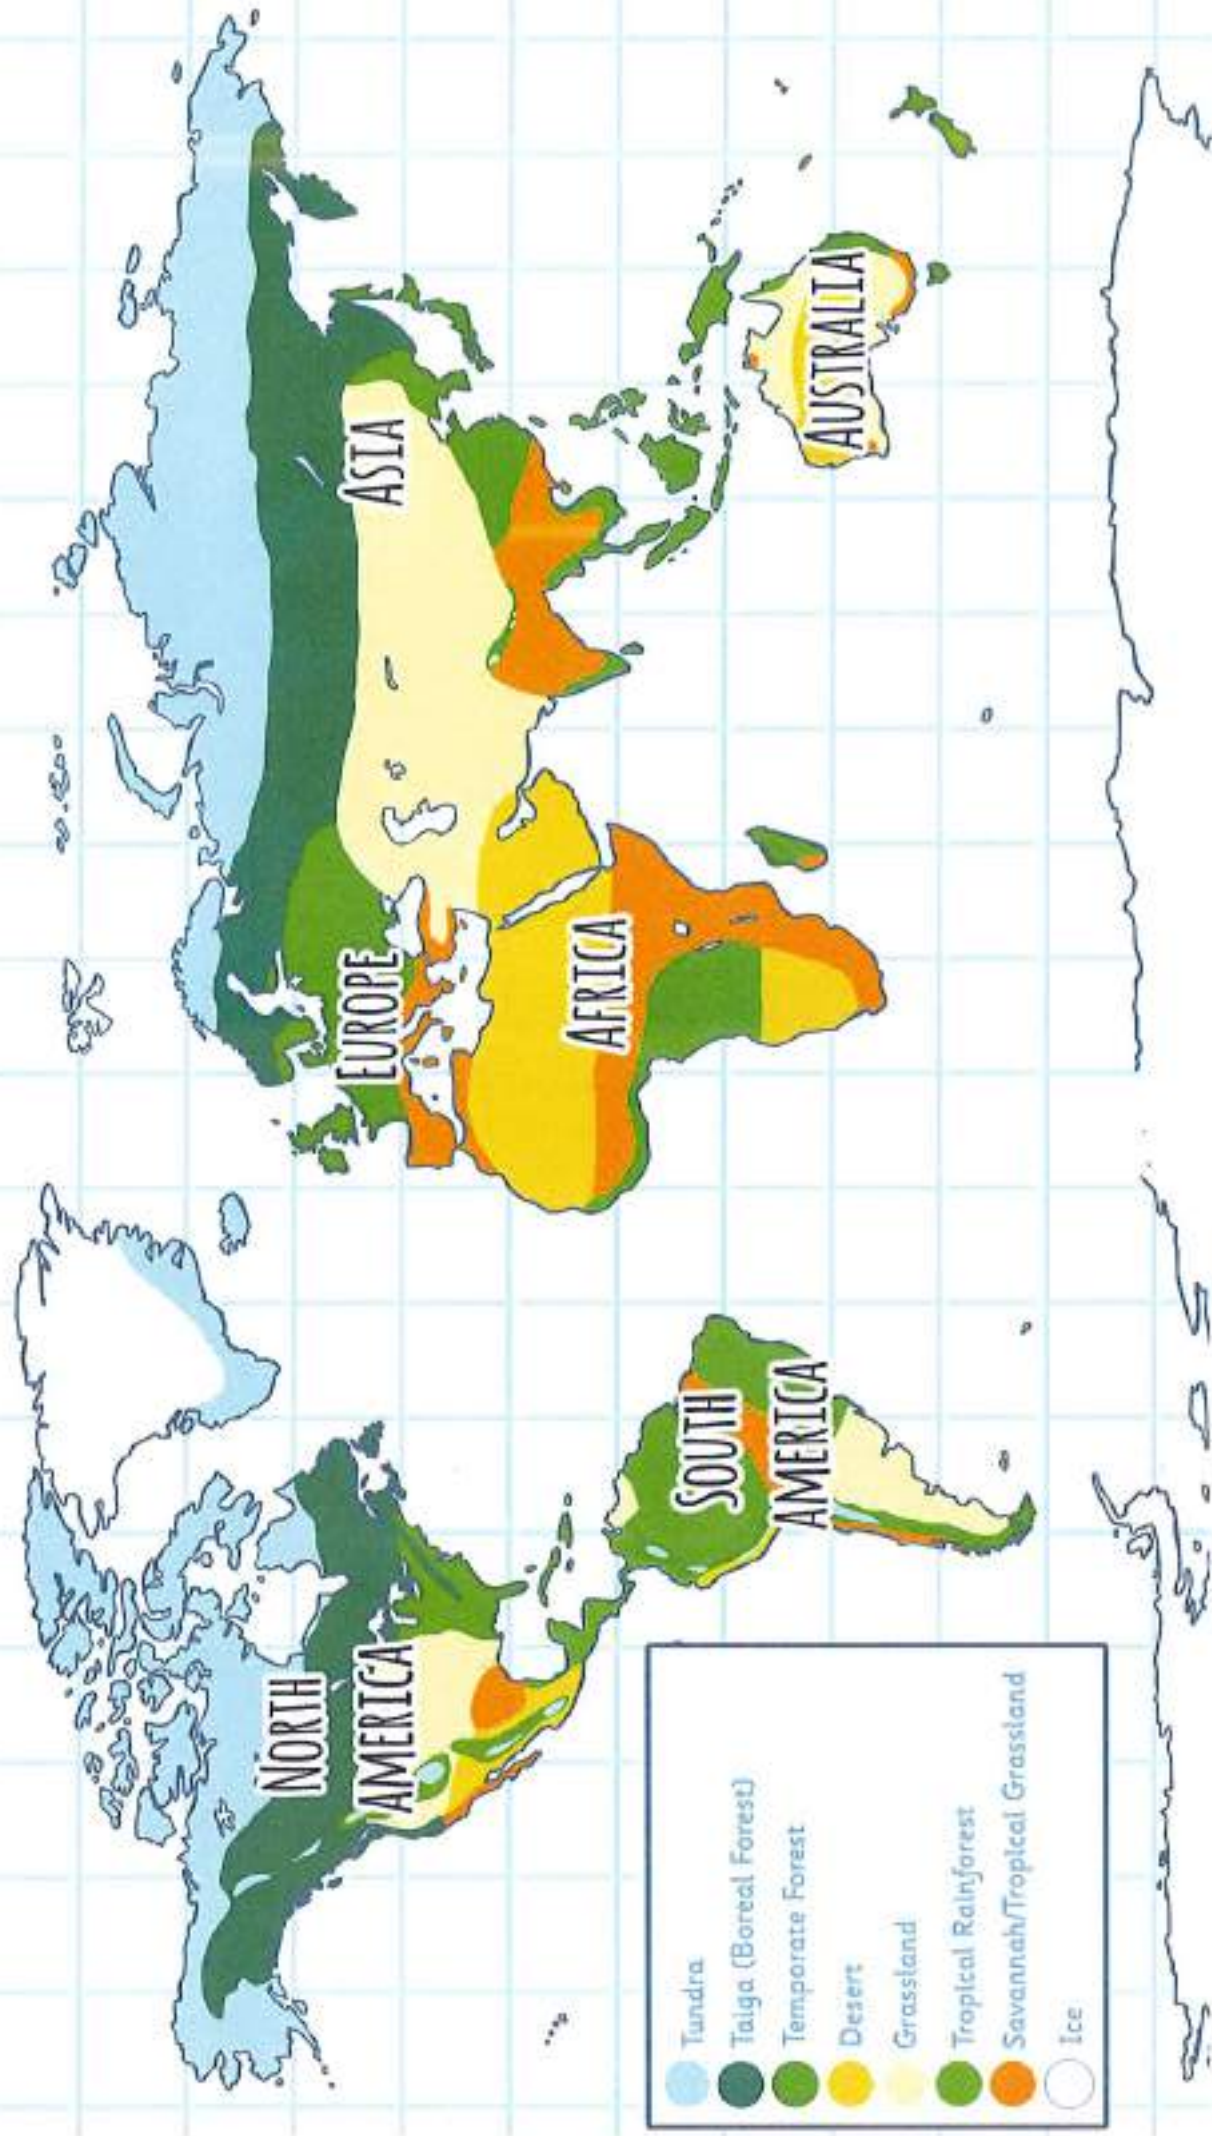 NORTH
AMERICA
EUROPE
ASIA
AFRICA
SOUTH
AMERICA
AUSTRALIA
Tundra
Taiga (Boreal Forest)
Temporate Forest
Desert
Grassland
Tropical Rainforest
Savannah/Tropical Grassland
Ice